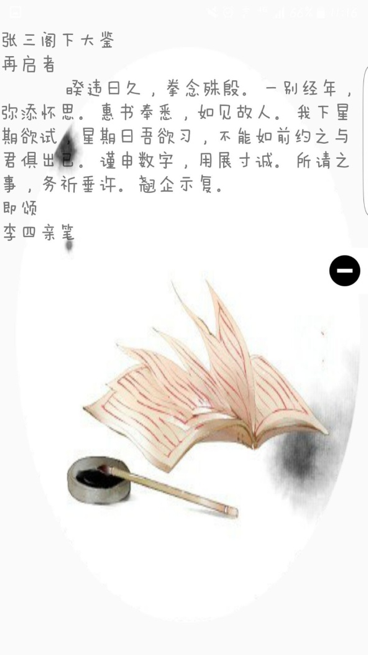 张三阁下大鉴
再启者
睽违日久，拳念殊殷。一别经年，
弥添怀思。惠书奉悉，如见故人。我下星
期欲试，星期日吾欲习，不能如前约之与
君俱出己。谨申数字，用展寸诚。所请之
事，务祈垂许。翘企示复。
即颂
李四亲笔